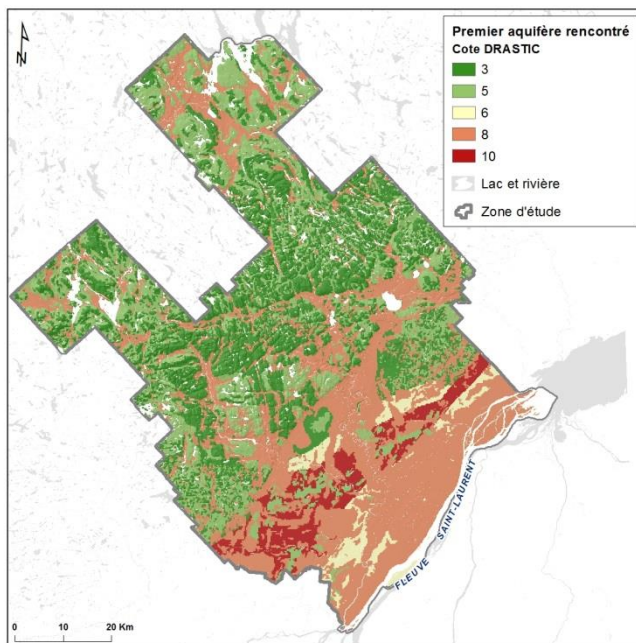 Premier aquifère rencontré
Cote DRASTIC
3
5
6
8
10
Lac et rivière
Zone d'étude
N
FLEUVE SAINT-LAURENT
0 10 20 Km